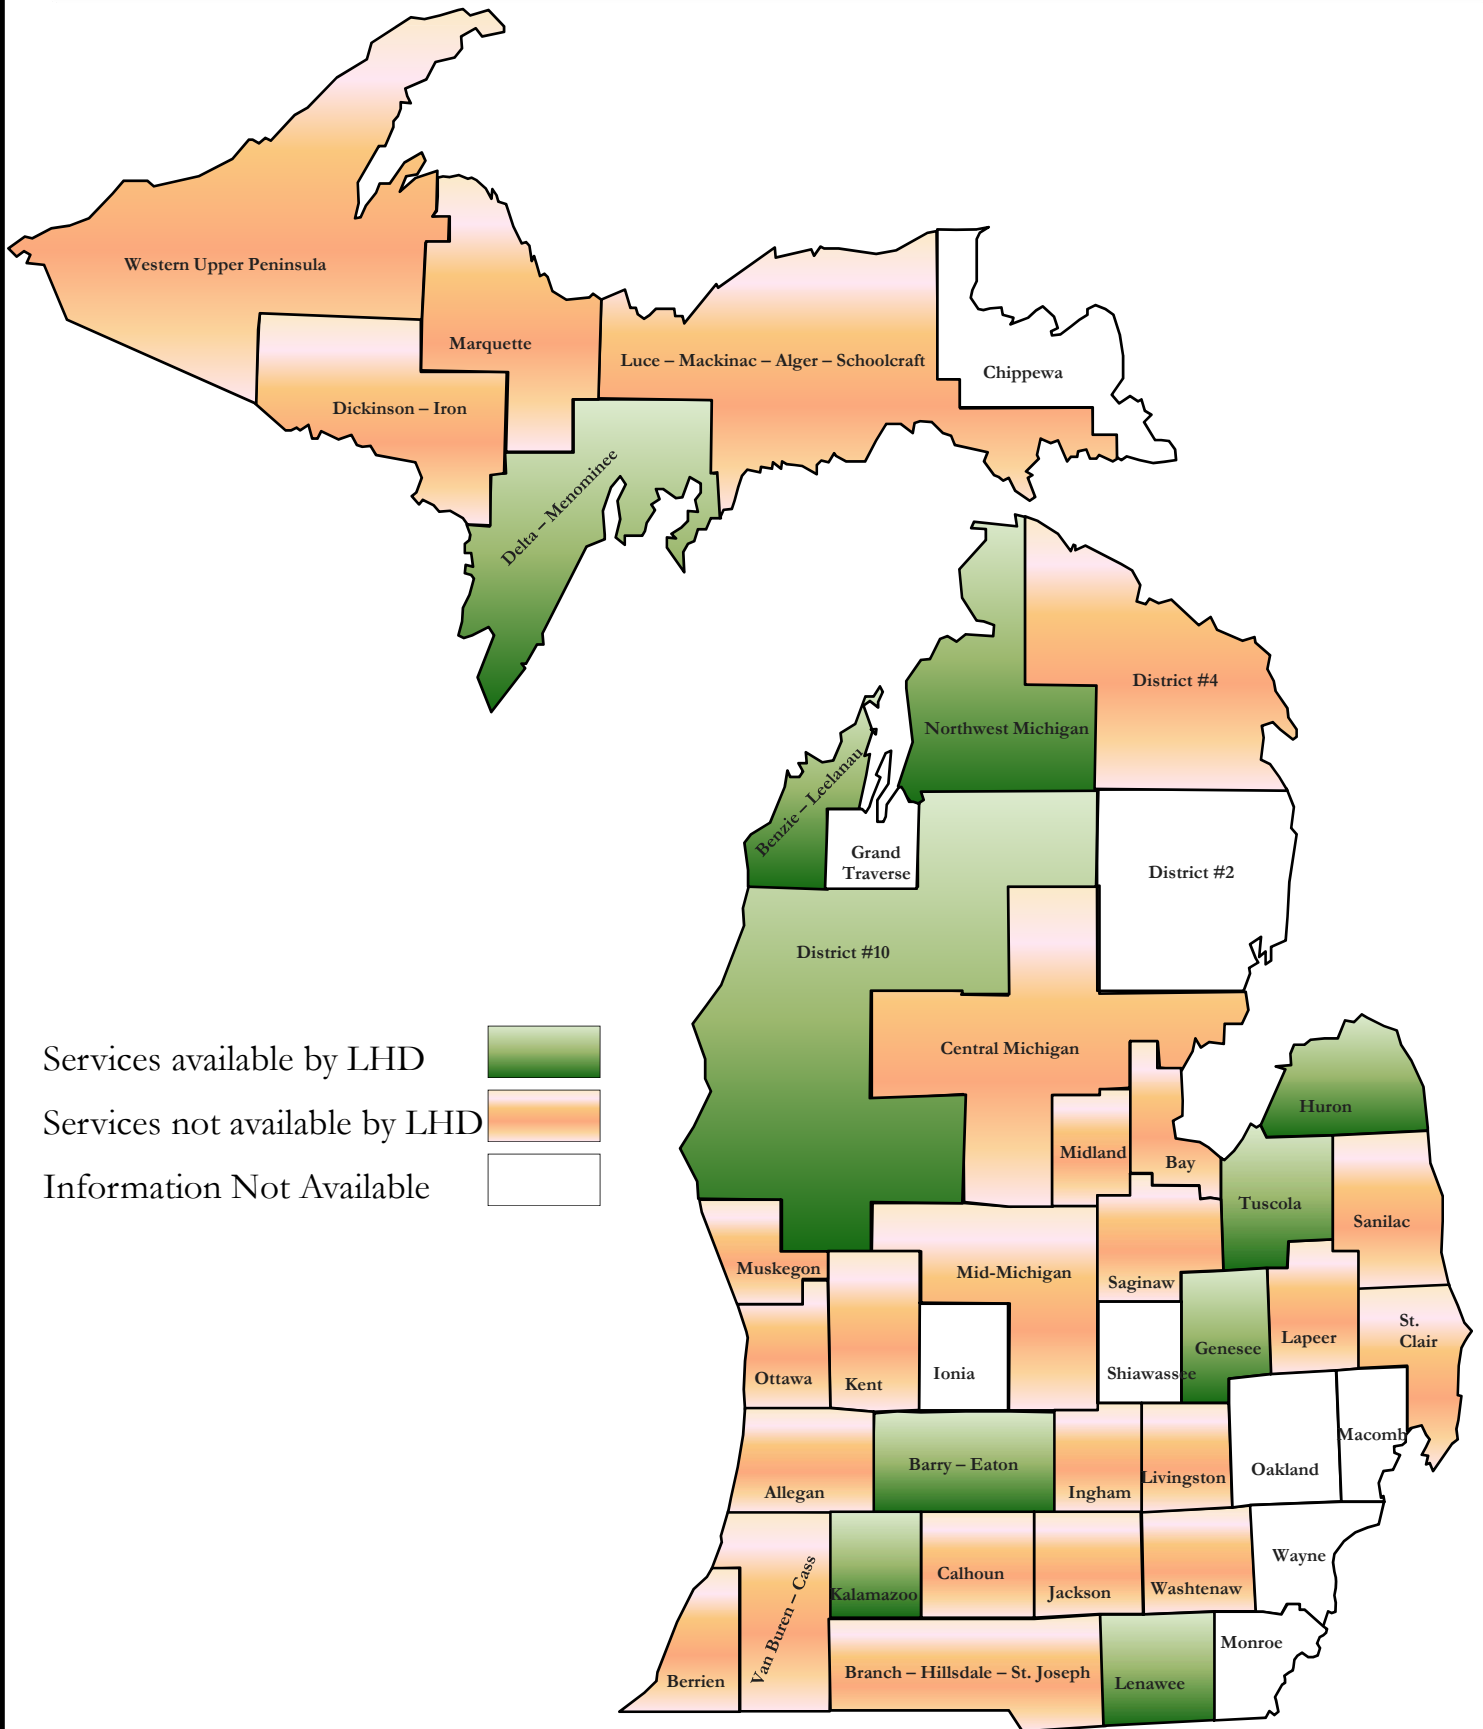 Western Upper Peninsula
Marquette
Luce – Mackinac – Alger – Schoolcraft
Chippewa
Dickinson – Iron
Delta – Menominee
District #4
Northwest Michigan
Benzie – Leelanau
Grand
Traverse
District #2
District #10
Central Michigan
Services available by LHD
Services not available by LHD
Information Not Available
Huron
Midland
Bay
Tuscola
Sanilac
Muskegon
Mid-Michigan
Saginaw
St.
Clair
Lapeer
Genesee
Ottawa
Kent
Ionia
Shiawassee
Macomb
Barry – Eaton
Oakland
Livingston
Allegan
Ingham
Wayne
Calhoun
Van Buren – Cass
Kalamazoo
Jackson
Washtenaw
Monroe
Branch – Hillsdale – St. Joseph
Berrien
Lenawee